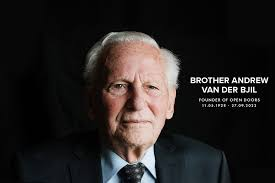 BROTHER ANDREW
VAN DER BJIL
FOUNDER OF OPEN DOORS
11.05.1928 - 27.09.2022